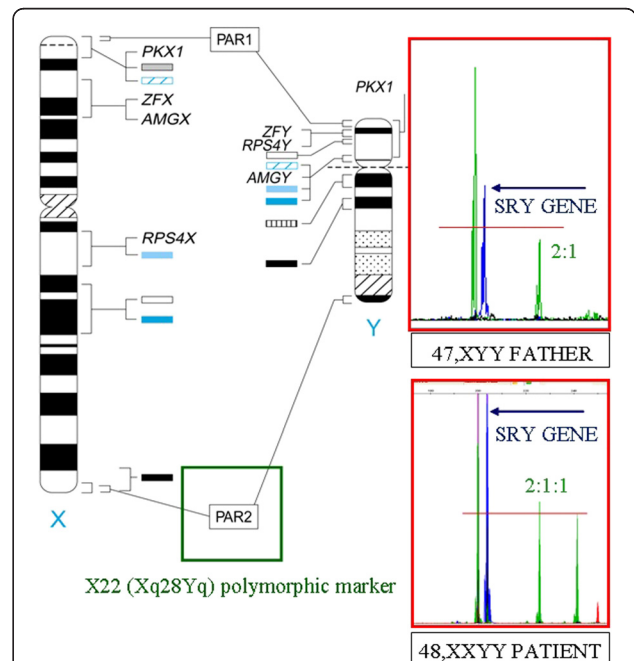 PAR1
PKX1
ZFX
AMGX
PKX1
ZFY
RPS4Y
AMGY
RPS4X
SRY GENE
2:1
47,XYY FATHER
Y
X
PAR2
X22 (Xq28Yq) polymorphic marker
SRY GENE
2:1:1
48,XXYY PATIENT